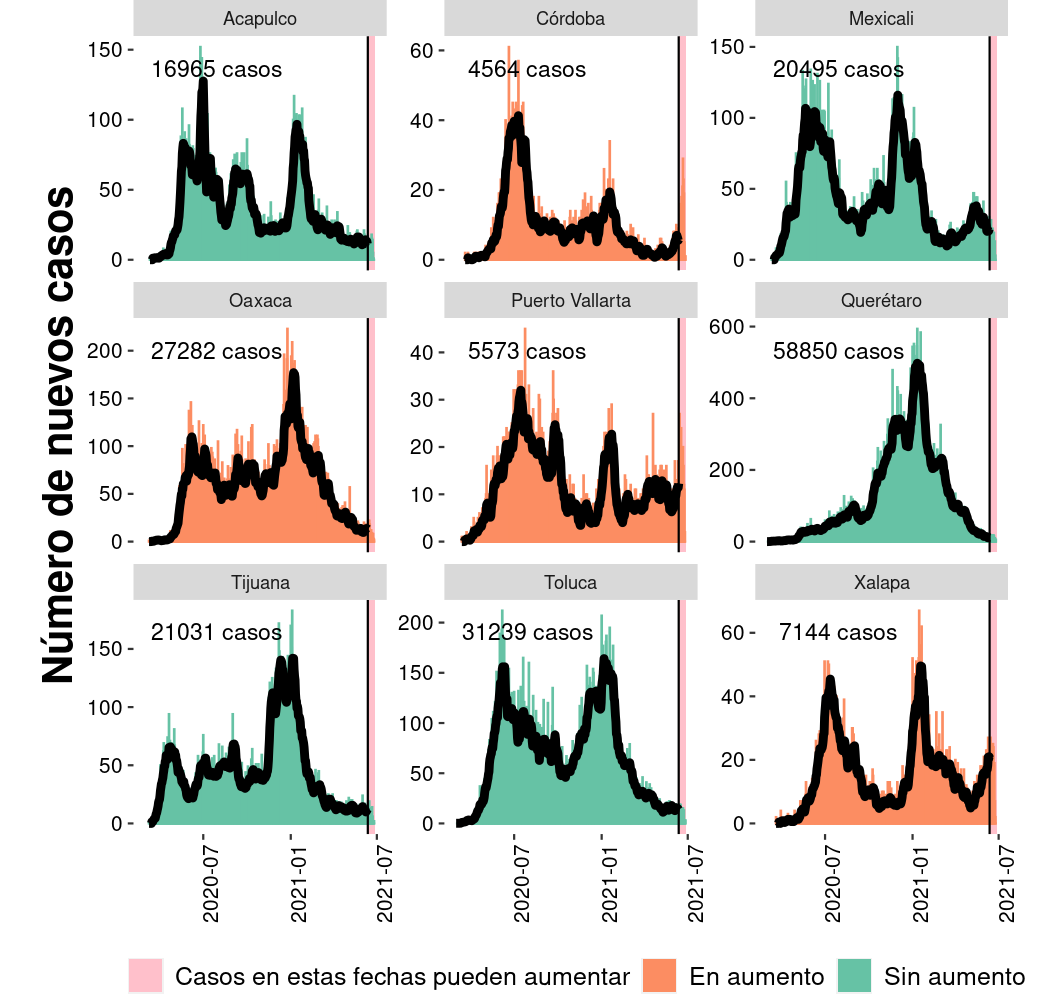 Número de nuevos casos
Acapulco
150
100
50
0
16965 casos
Córdoba
60
40
20
0
4564 casos
Mexicali
150
100
50
0
20495 casos
Oaxaca
200
150
100
50
0
27282 casos
Puerto Vallarta
40
30
20
10
0
5573 casos
Querétaro
600
400
200
0
58850 casos
Tijuana
150
100
50
0
21031 casos
2020-07
2021-01
2021-07
Toluca
200
150
100
50
0
31239 casos
2020-07
2021-01
2021-07
Xalapa
60
40
20
0
7144 casos
2020-07
2021-01
2021-07
Casos en estas fechas pueden aumentar
En aumento
Sin aumento